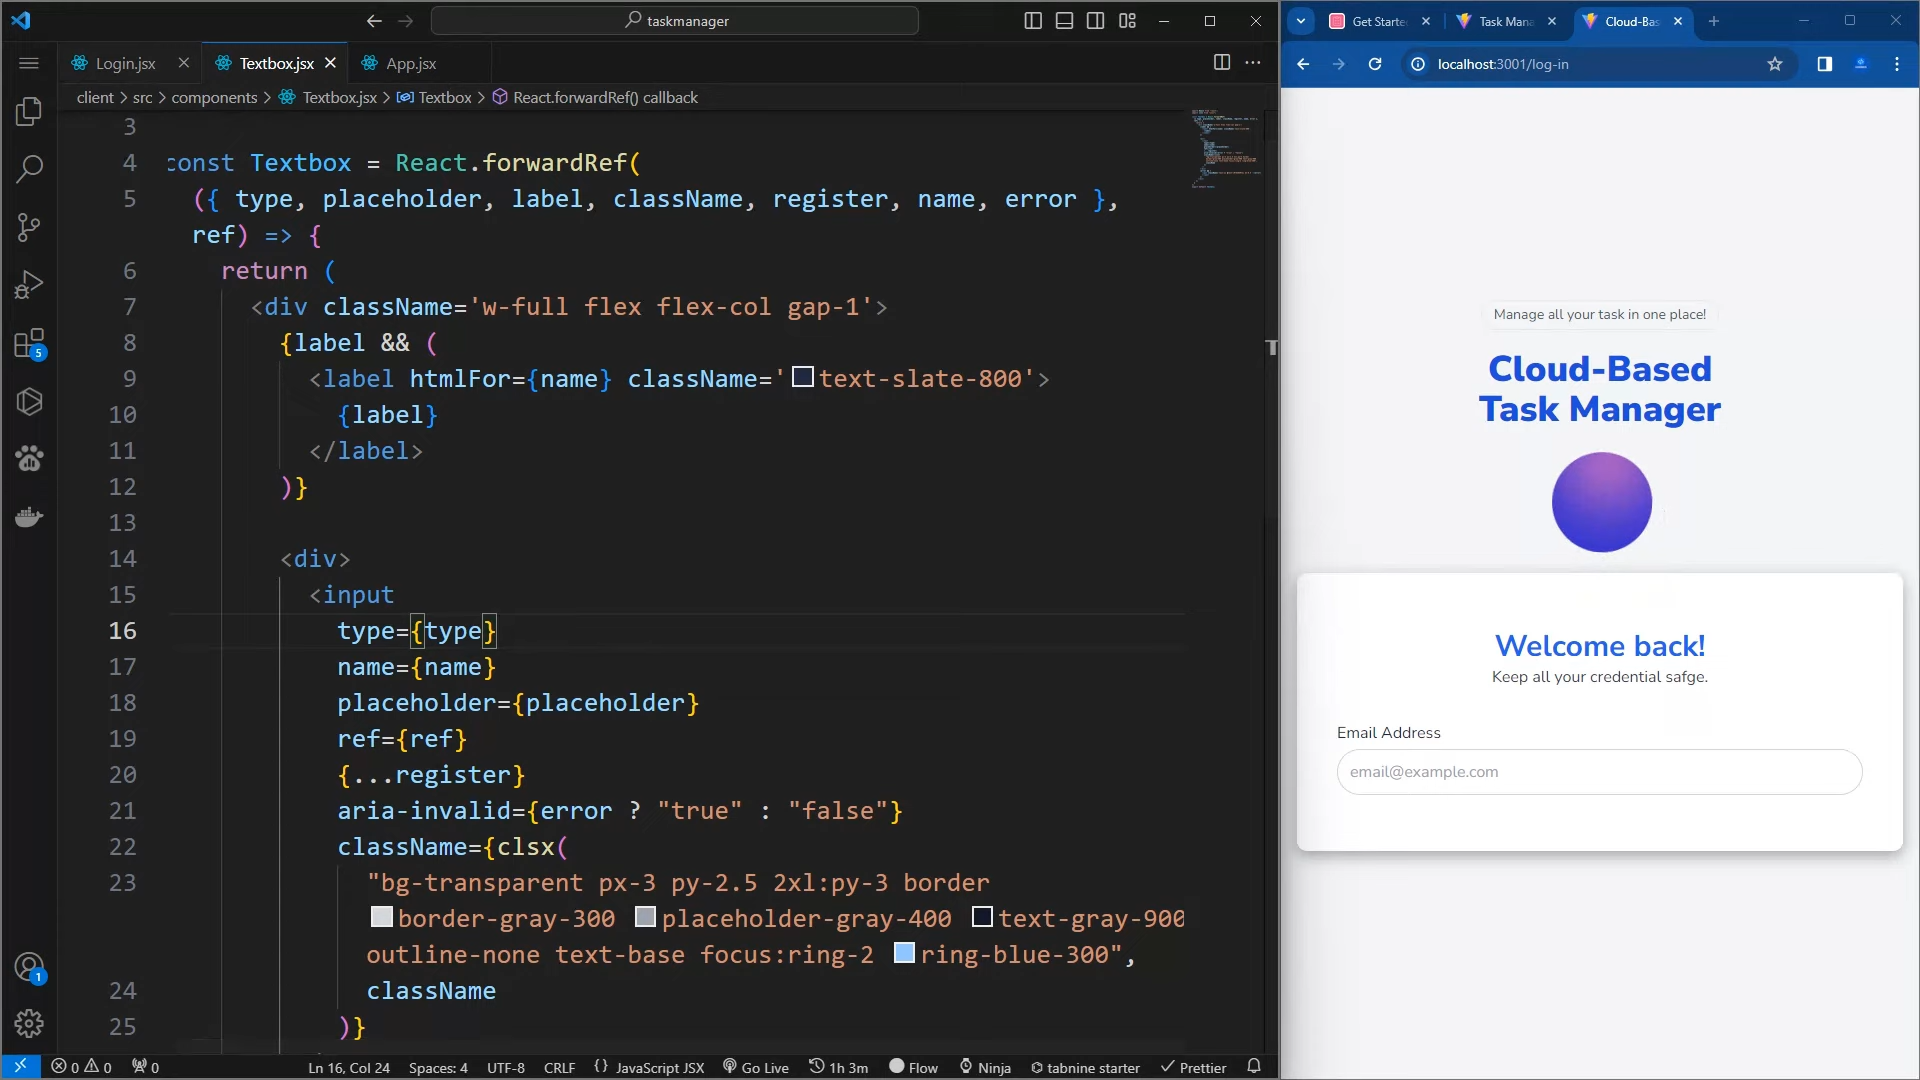 taskmanager
Login.jsx
Textbox.jsx
App.jsx
client > src > components > Textbox.jsx > Textbox > React.forwardRef() callback
3
4 const Textbox = React.forwardRef(
5 ({ type, placeholder, label, className, register, name, error },
ref) => {
6 return (
7 <div className='w-full flex flex-col gap-1'>
8 {label && (
9 <label htmlFor={name} className='text-slate-800'>
10 {label}
11 </label>
12 )}
13
14 <div>
15 <input
16 type={type}
17 name={name}
18 placeholder={placeholder}
19 ref={ref}
20 {...register}
21 aria-invalid={error ? "true" : "false"}
22 className={clsx(
23 "bg-transparent px-3 py-2.5 2xl:py-3 border
border-gray-300 placeholder-gray-400 text-gray-900
outline-none text-base focus:ring-2 ring-blue-300",
24 className
25 )}
5
1
0 0 0 Ln 16, Col 24 Spaces: 4 UTF-8 CRLF {} JavaScript JSX Go Live 1h 3m Flow Ninja tabnine starter Prettier
Get Starte
Task Mana
Cloud-Bas
localhost:3001/log-in
Manage all your task in one place!
Cloud-Based
Task Manager
Welcome back!
Keep all your credential safge.
Email Address
email@example.com